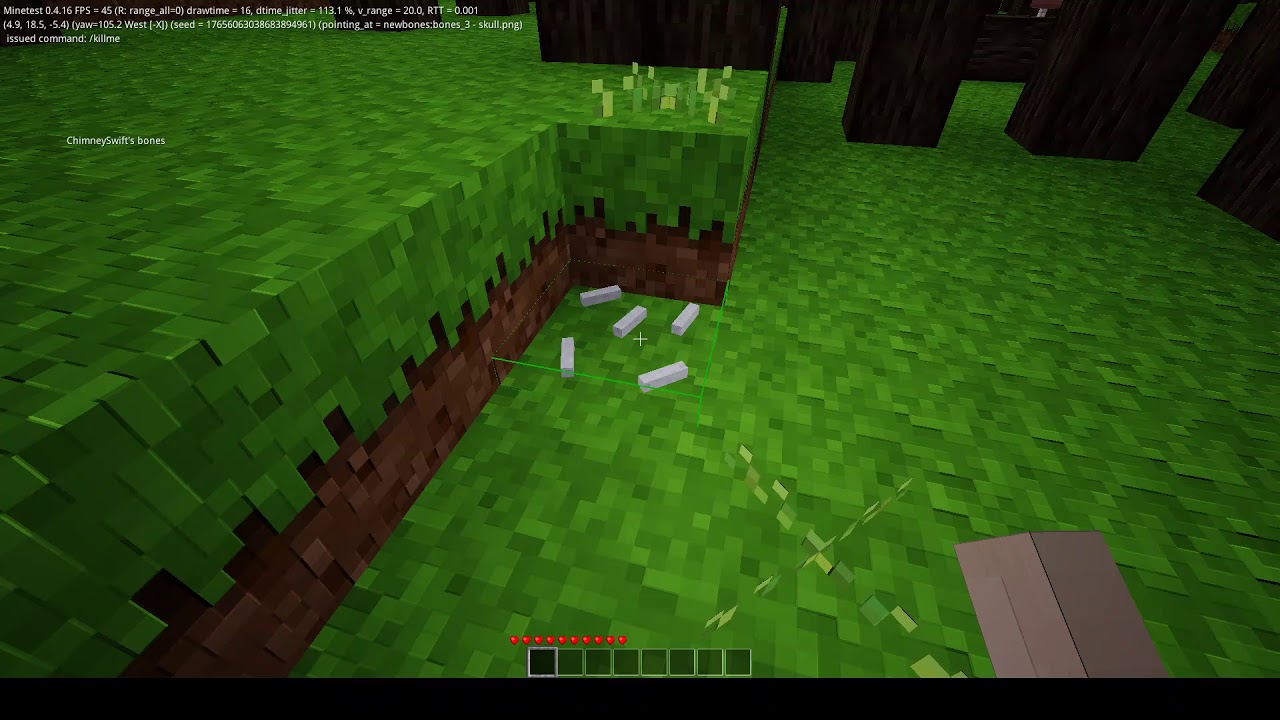 Minetest 0.4.16 FPS = 45 (R: range_all=0) drawtime = 16, dtime_jitter = 113.1 %, v_range = 20.0, RTT = 0.001
(4.9, 18.5, -5.4) (yaw=105.2 West [-X]) (seed = 17656063038683894961) (pointing_at = newbones:bones_3 - skull.png)
issued command: /killme
ChimneySwift's bones